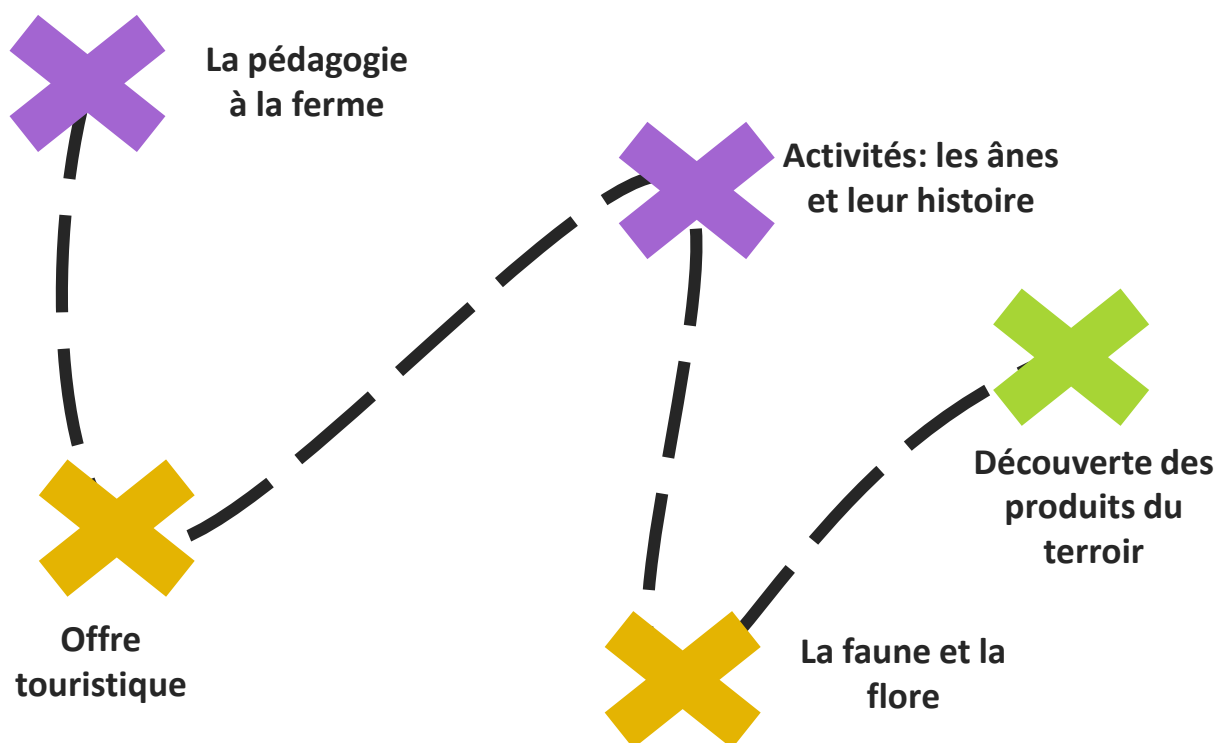 La pédagogie
à la ferme
Activités: les ânes
et leur histoire
Découverte des
produits du
terroir
Offre
touristique
La faune et la
flore